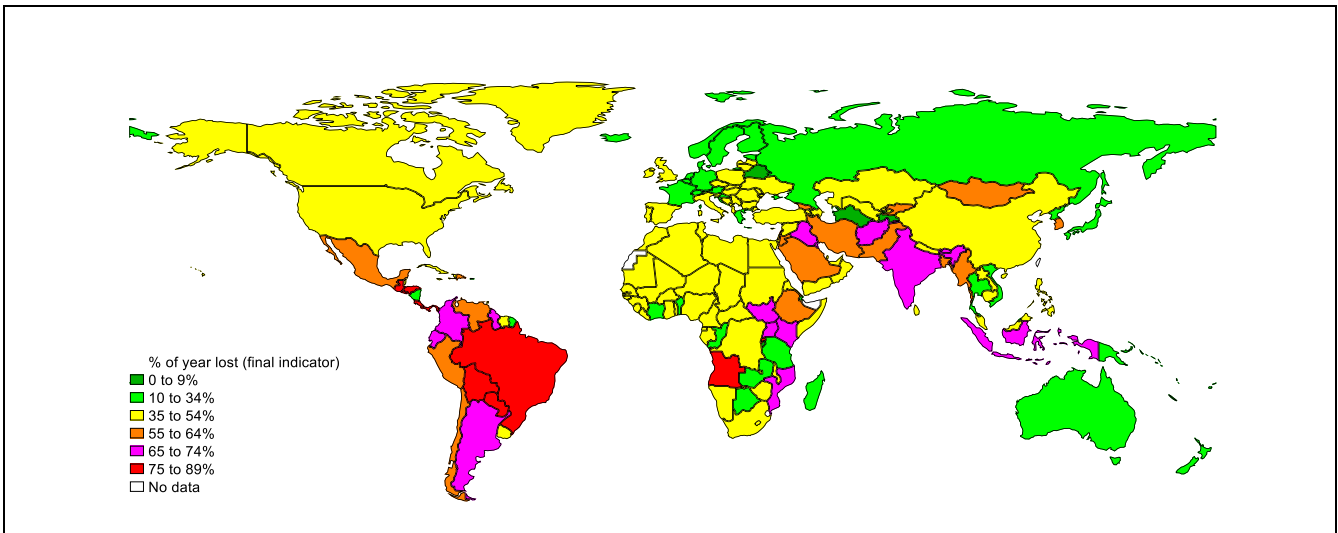 % of year lost (final indicator)
0 to 9%
10 to 34%
35 to 54%
55 to 64%
65 to 74%
75 to 89%
No data